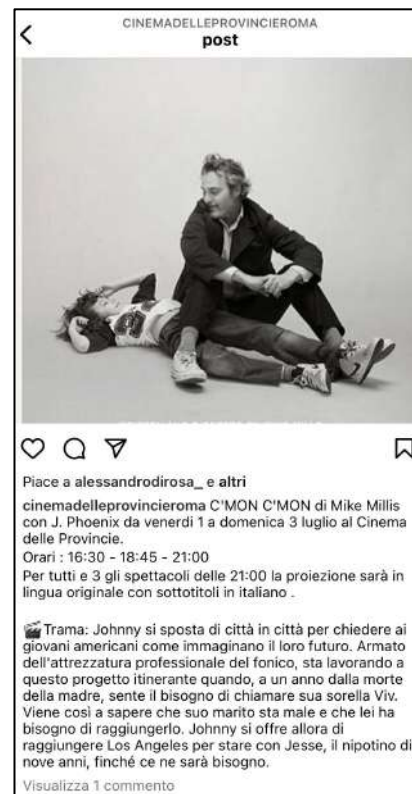 CINEMADELLEPROVINCIEROMA
post
Piace a alessandrodirosa_ e altri
cinemadelleprovincieroma C'MON C'MON di Mike Millis
con J. Phoenix da venerdi 1 a domenica 3 luglio al Cinema
delle Provincie.
Orari : 16:30 - 18:45 - 21:00
Per tutti e 3 gli spettacoli delle 21:00 la proiezione sarà in
lingua originale con sottotitoli in italiano .
Trama: Johnny si sposta di città in città per chiedere ai
giovani americani come immaginano il loro futuro. Armato
dell'attrezzatura professionale del fonico, sta lavorando a
questo progetto itinerante quando, a un anno dalla morte
della madre, sente il bisogno di chiamare sua sorella Viv.
Viene così a sapere che suo marito sta male e che lei ha
bisogno di raggiungerlo. Johnny si offre allora di
raggiungere Los Angeles per stare con Jesse, il nipotino di
nove anni, finché ce ne sarà bisogno.
Visualizza 1 commento